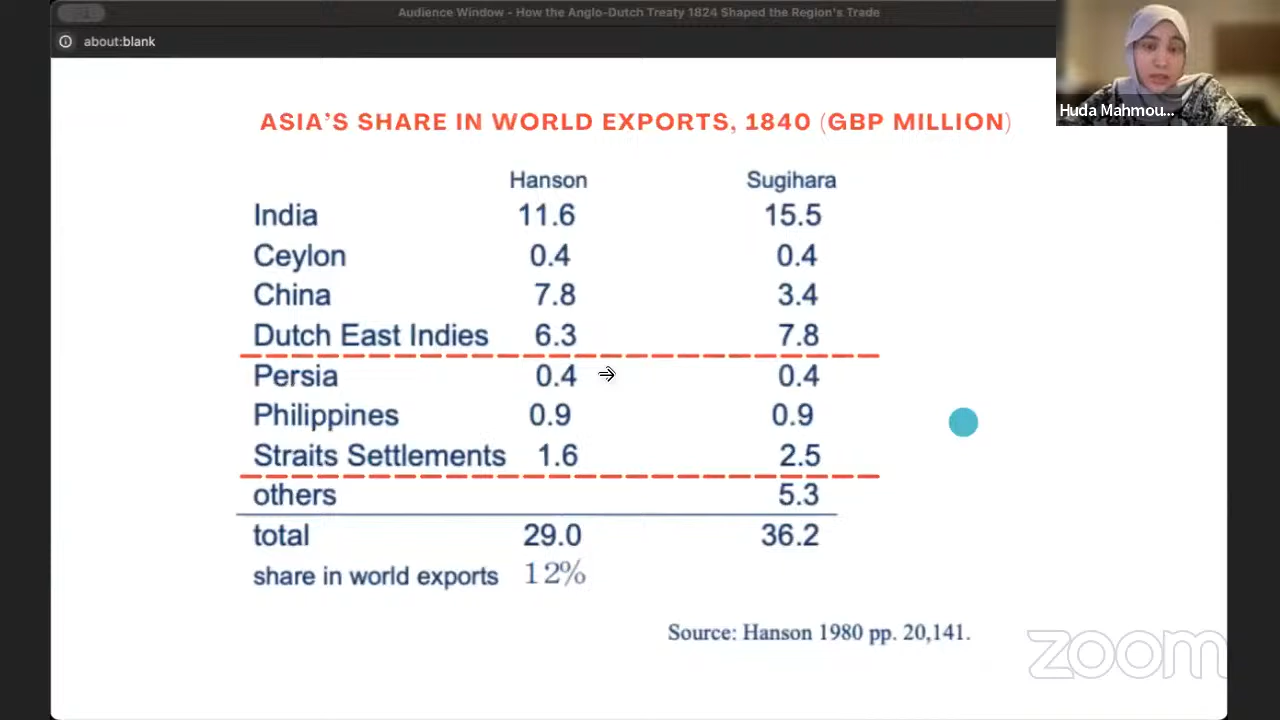 Audience Window - How the Anglo-Dutch Treaty 1824 Shaped the Region's Trade
about:blank
Huda Mahmou...
ASIA'S SHARE IN WORLD EXPORTS, 1840 (GBP MILLION)
Hanson Sugihara
India 11.6 15.5
Ceylon 0.4 0.4
China 7.8 3.4
Dutch East Indies 6.3 7.8
Persia 0.4 0.4
Philippines 0.9 0.9
Straits Settlements 1.6 2.5
others 5.3
total 29.0 36.2
share in world exports 12%
Source: Hanson 1980 pp. 20,141.
zoom